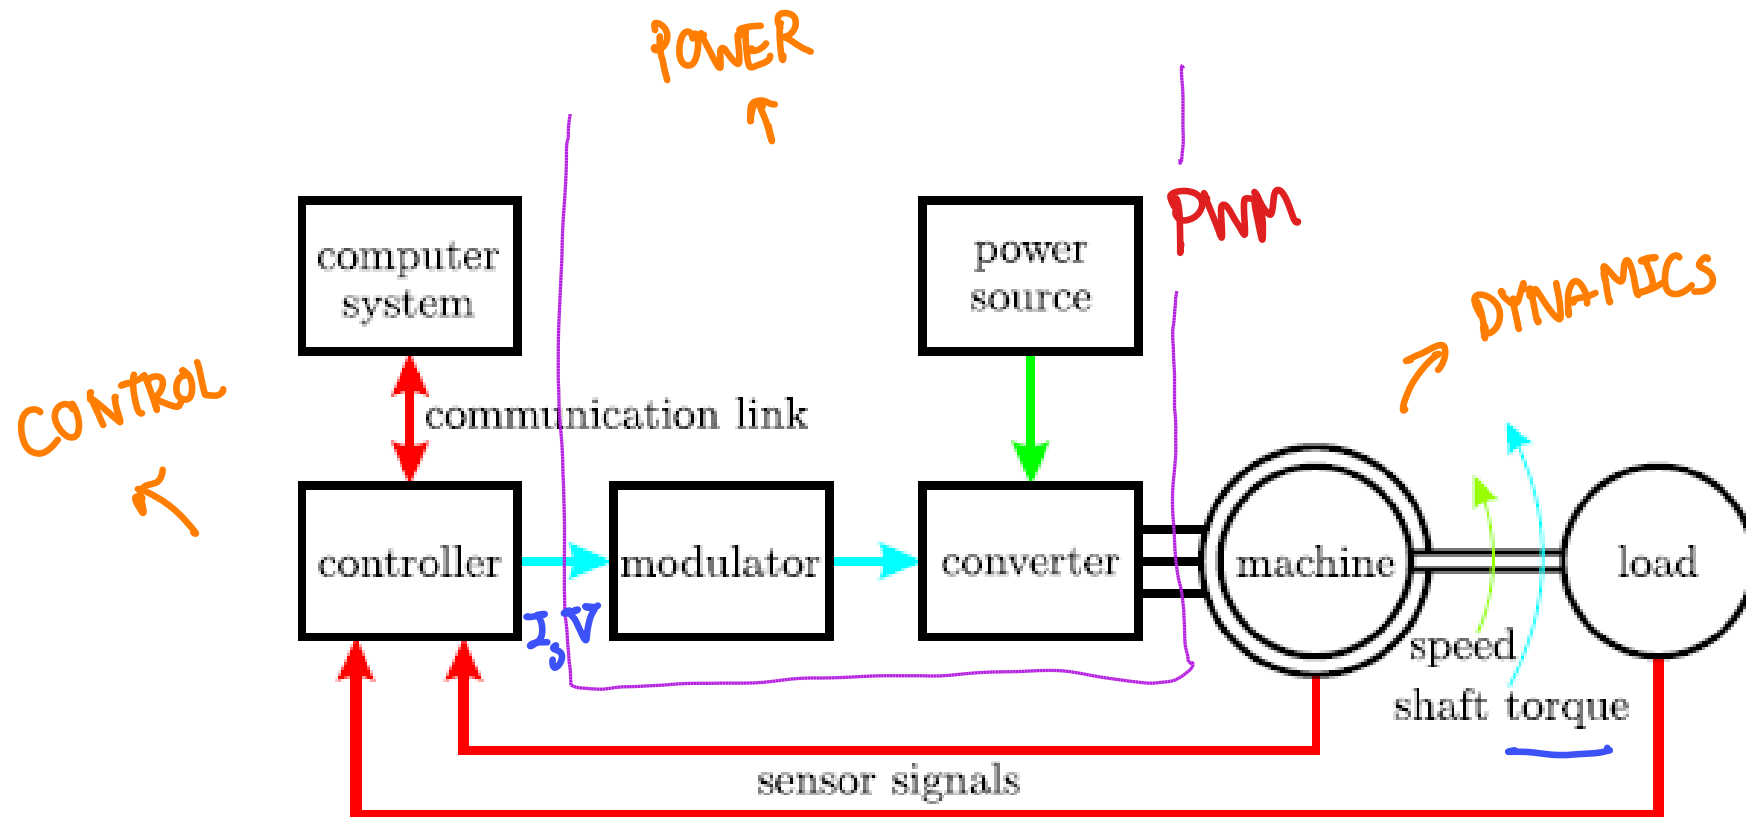 POWER
computer
system
power
source
PWM
DYNAMICS
CONTROL
communication link
controller
modulator
converter
machine
load
I, V
speed
shaft torque
sensor signals